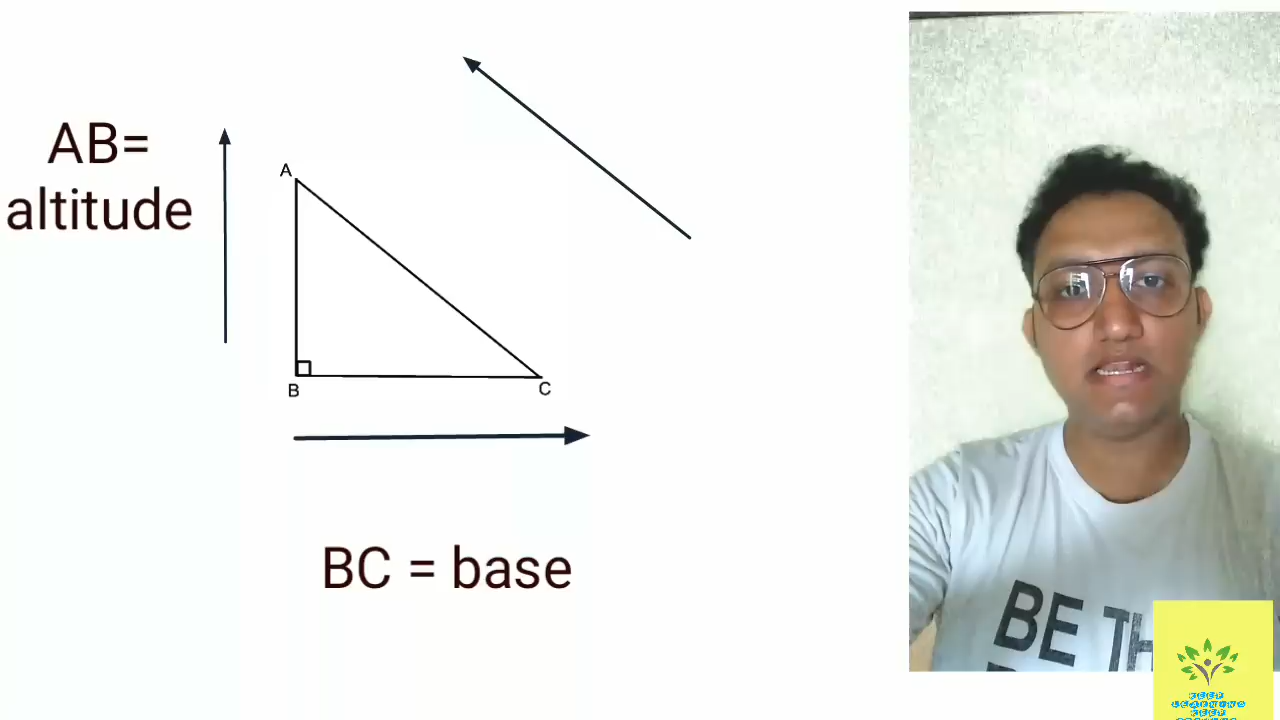 AB=
altitude
A
B
C
BC = base
BE TH